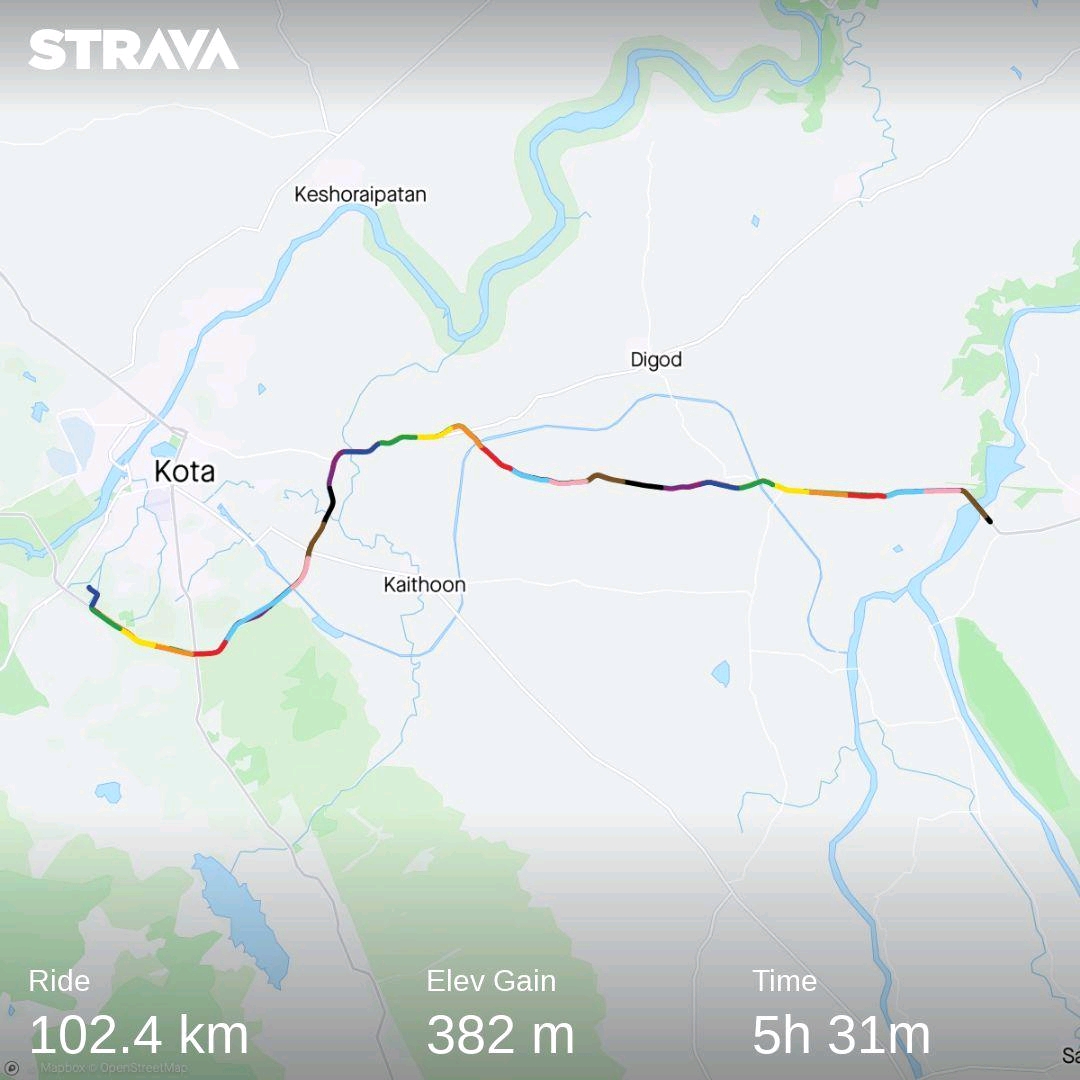 STRAVA
Keshoraipatan
Digod
Kota
Kaithoon
Ride
Elev Gain
Time
102.4 km
382 m
5h 31m
Sa
Mapbox © OpenStreetMap